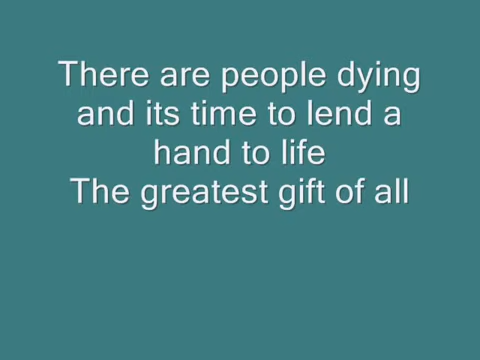 There are people dying
and its time to lend a
hand to life
The greatest gift of all